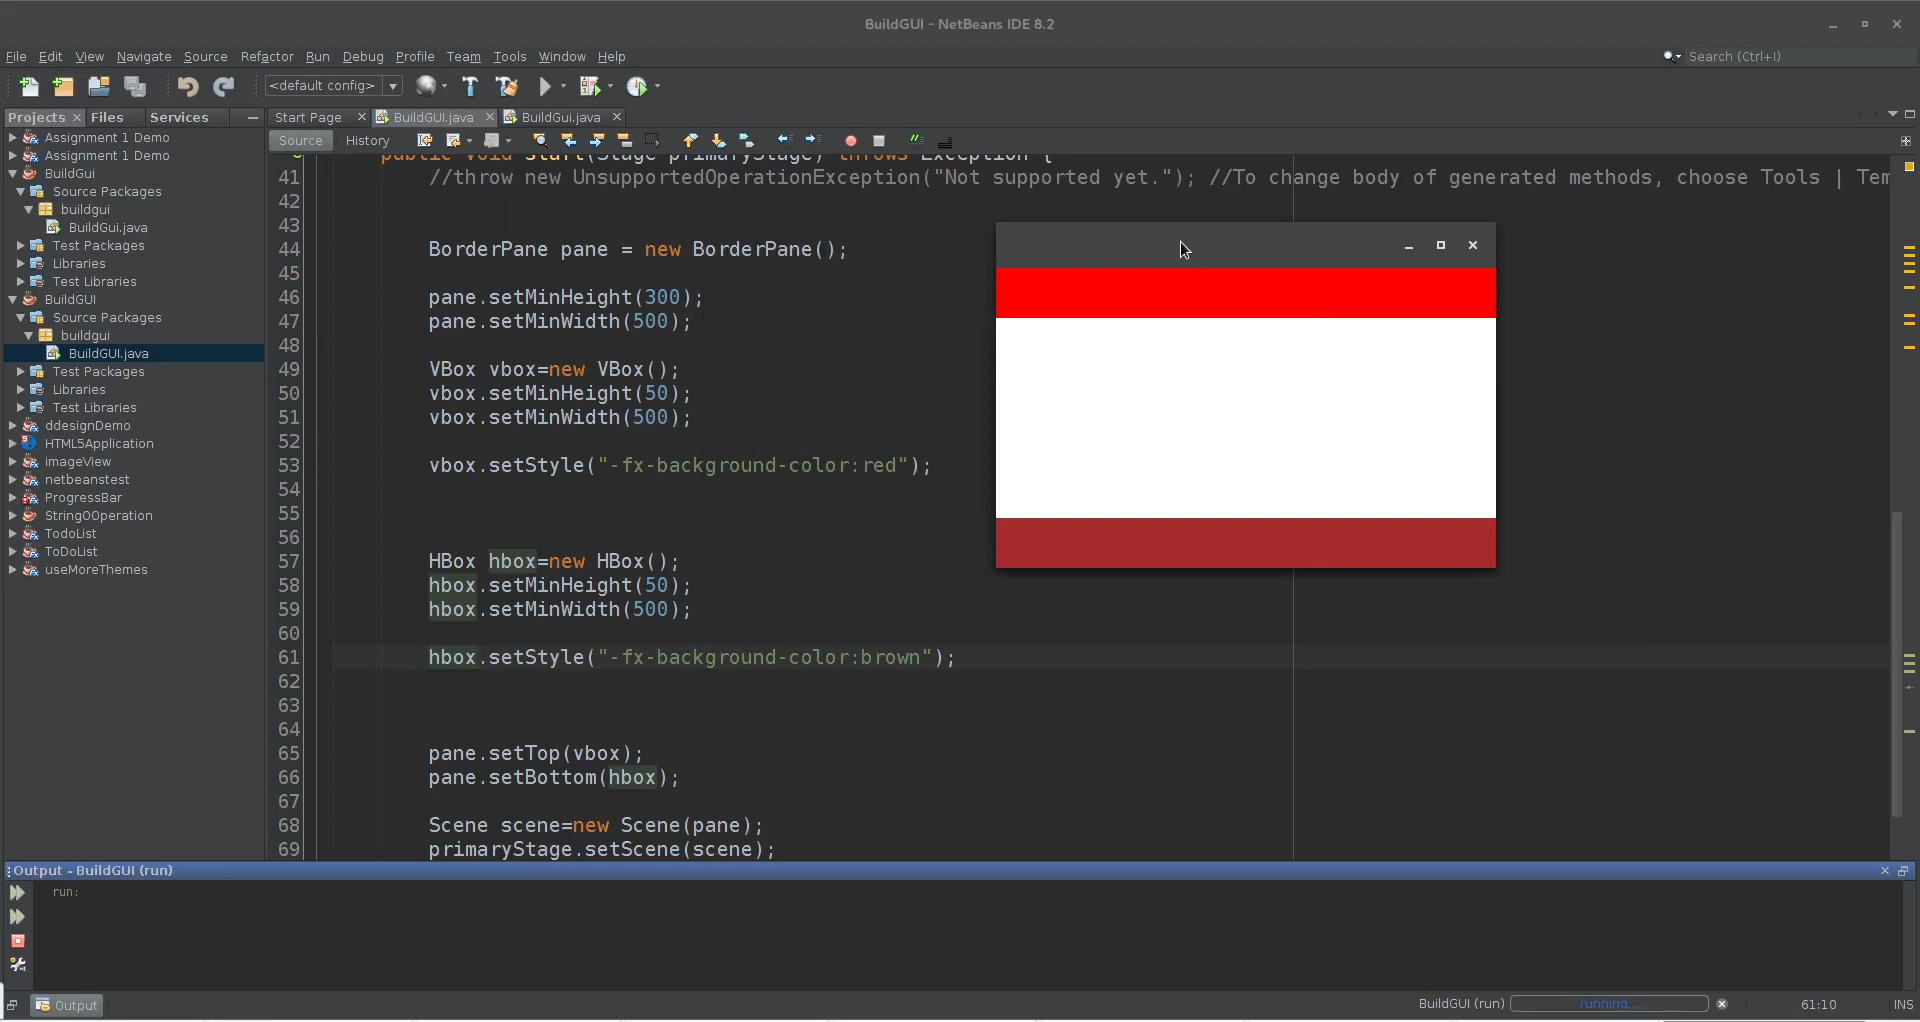 BuildGUI - NetBeans IDE 8.2
File Edit View Navigate Source Refactor Run Debug Profile Team Tools Window Help
Search (Ctrl+I)
<default config>
Projects Files Services
Start Page BuildGUI.java BuildGui.java
Source History
Assignment 1 Demo
Assignment 1 Demo
BuildGui
Source Packages
buildgui
BuildGui.java
Test Packages
Libraries
Test Libraries
BuildGUI
Source Packages
buildgui
BuildGUI.java
Test Packages
Libraries
Test Libraries
ddesignDemo
HTML5Application
imageView
netbeanstest
ProgressBar
StringOOperation
TodoList
ToDoList
useMoreThemes
public void start(Stage primaryStage) throws Exception {
41 //throw new UnsupportedOperationException("Not supported yet."); //To change body of generated methods, choose Tools | Tem
42
43
44 BorderPane pane = new BorderPane();
45
46 pane.setMinHeight(300);
47 pane.setMinWidth(500);
48
49 VBox vbox=new VBox();
50 vbox.setMinHeight(50);
51 vbox.setMinWidth(500);
52
53 vbox.setStyle("-fx-background-color:red");
54
55
56
57 HBox hbox=new HBox();
58 hbox.setMinHeight(50);
59 hbox.setMinWidth(500);
60
61 hbox.setStyle("-fx-background-color:brown");
62
63
64
65 pane.setTop(vbox);
66 pane.setBottom(hbox);
67
68 Scene scene=new Scene(pane);
69 primaryStage.setScene(scene);
Output - BuildGUI (run)
run:
Output
BuildGUI (run) running... 61:10 INS